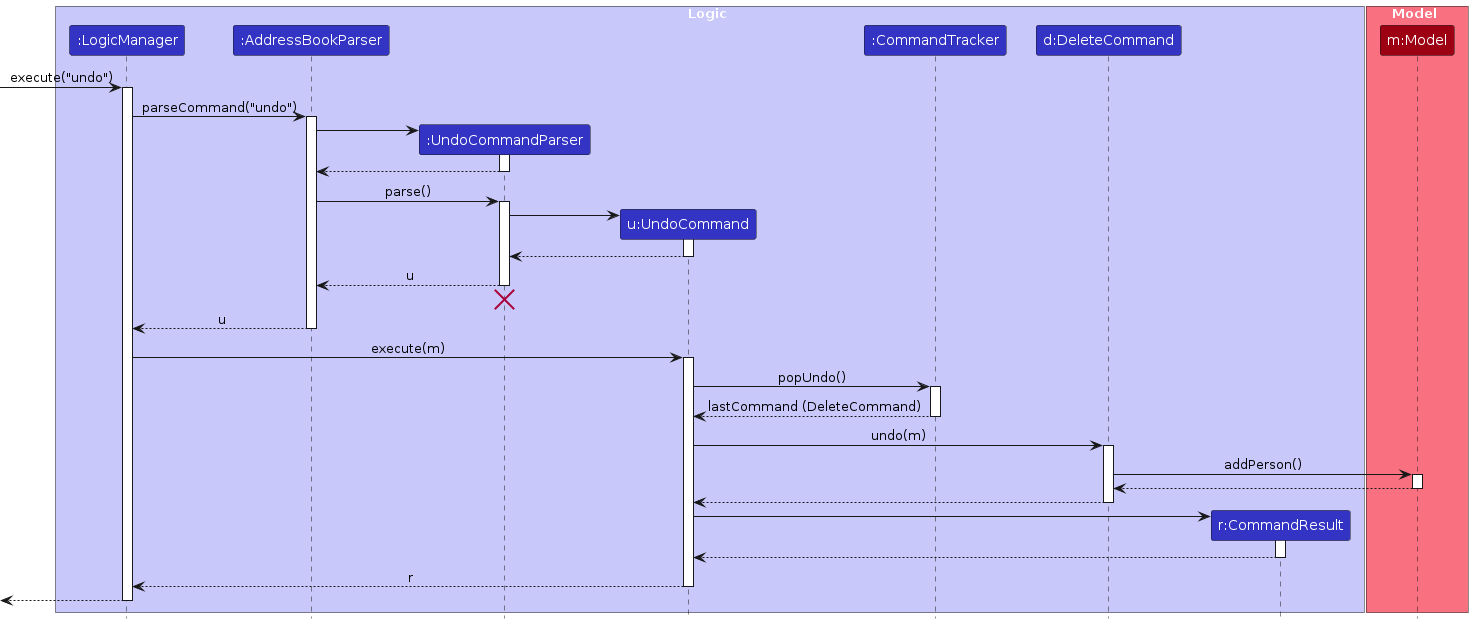 Logic
Model
:LogicManager
:AddressBookParser
:CommandTracker
d:DeleteCommand
m:Model
execute("undo")
parseCommand("undo")
:UndoCommandParser
parse()
u:UndoCommand
u
u
execute(m)
popUndo()
lastCommand (DeleteCommand)
undo(m)
addPerson()
r:CommandResult
r